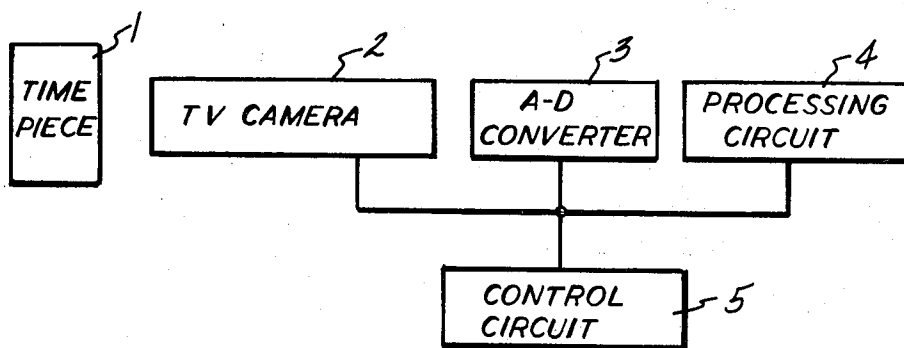 1
TIME
PIECE
2
TV CAMERA
3
A-D
CONVERTER
4
PROCESSING
CIRCUIT
CONTROL
CIRCUIT
5